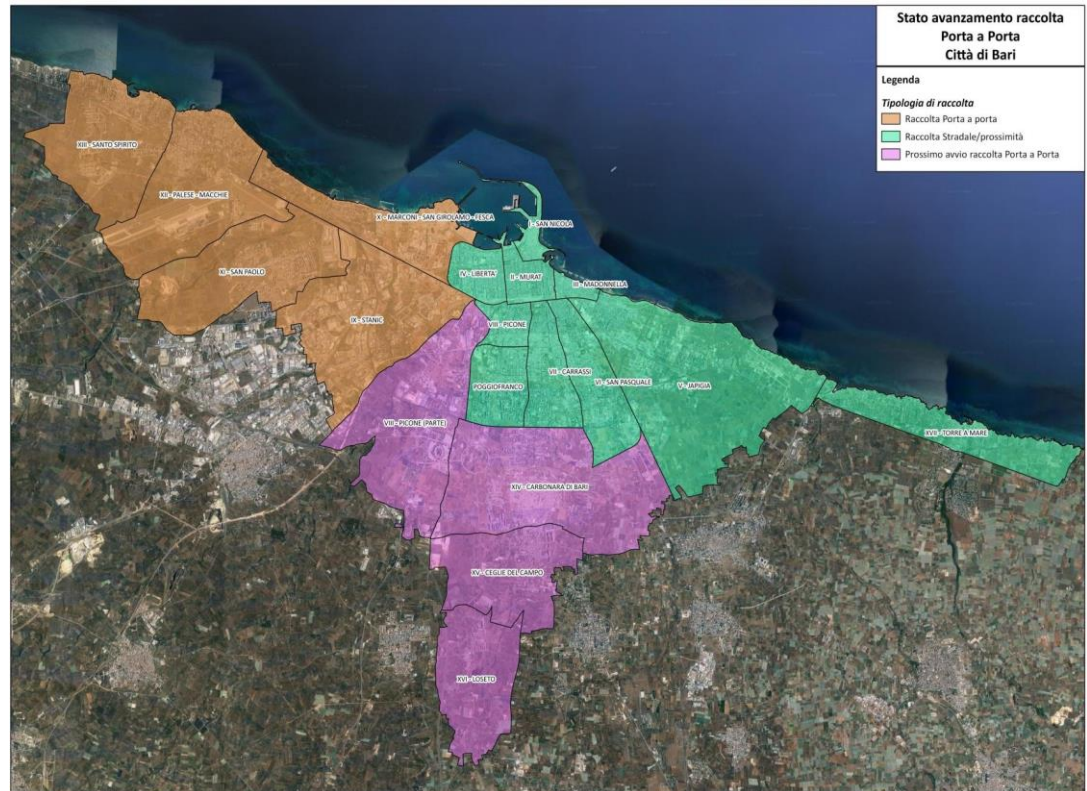 Stato avanzamento raccolta
Porta a Porta
Città di Bari
Legenda
Tipologia di raccolta
Raccolta Porta a porta
Raccolta Stradale/prossimità
Prossimo avvio raccolta Porta a Porta
XIII - SANTO SPIRITO
XII - PALESE - MACCHIE
X - MARCONI - SAN GIROLAMO - FESCA
I - SAN NICOLA
XI - SAN PAOLO
IV - LIBERTA'
II - MURAT
III - MADONNELLA
IX - STANIC
VIII - PICONE
VII - CARRASSI
VI - SAN PASQUALE
V - JAPIGIA
POGGIOFRANCO
VIII - PICONE (PARTE)
XVII - TORRE A MARE
XIV - CARBONARA DI BARI
XV - CEGLIE DEL CAMPO
XVI - LOSETO